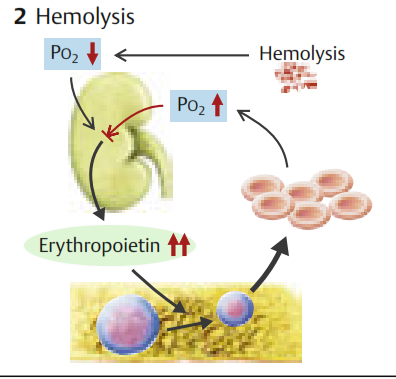 2 Hemolysis
Po₂
Hemolysis
Po₂
Erythropoietin